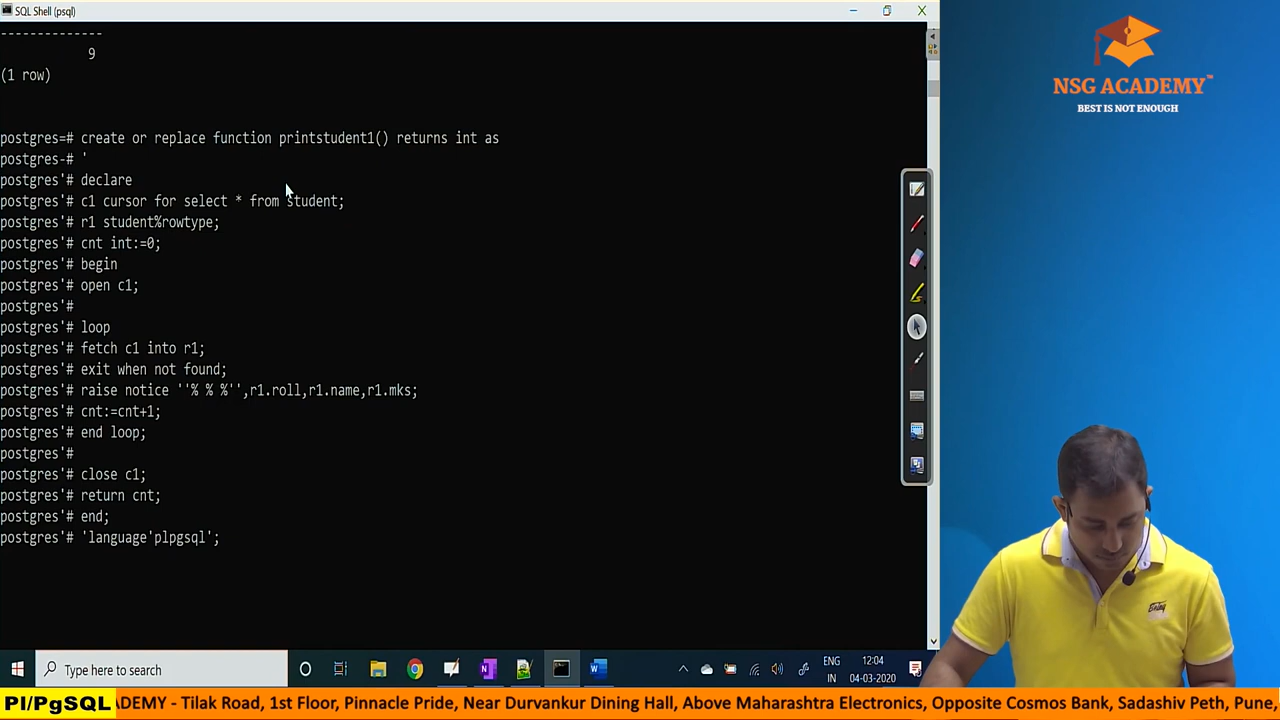 SQL Shell (psql)
--------------
9
(1 row)
postgres=# create or replace function printstudent1() returns int as
postgres-# '
postgres'# declare
postgres'# c1 cursor for select * from student;
postgres'# r1 student%rowtype;
postgres'# cnt int:=0;
postgres'# begin
postgres'# open c1;
postgres'#
postgres'# loop
postgres'# fetch c1 into r1;
postgres'# exit when not found;
postgres'# raise notice ''% % %'',r1.roll,r1.name,r1.mks;
postgres'# cnt:=cnt+1;
postgres'# end loop;
postgres'#
postgres'# close c1;
postgres'# return cnt;
postgres'# end;
postgres'# 'language'plpgsql';
NSG ACADEMY™
BEST IS NOT ENOUGH
Type here to search
ENG
IN
12:04
04-03-2020
Pl/PgSQL
ADEMY - Tilak Road, 1st Floor, Pinnacle Pride, Near Durvankur Dining Hall, Above Maharashtra Electronics, Opposite Cosmos Bank, Sadashiv Peth, Pune,